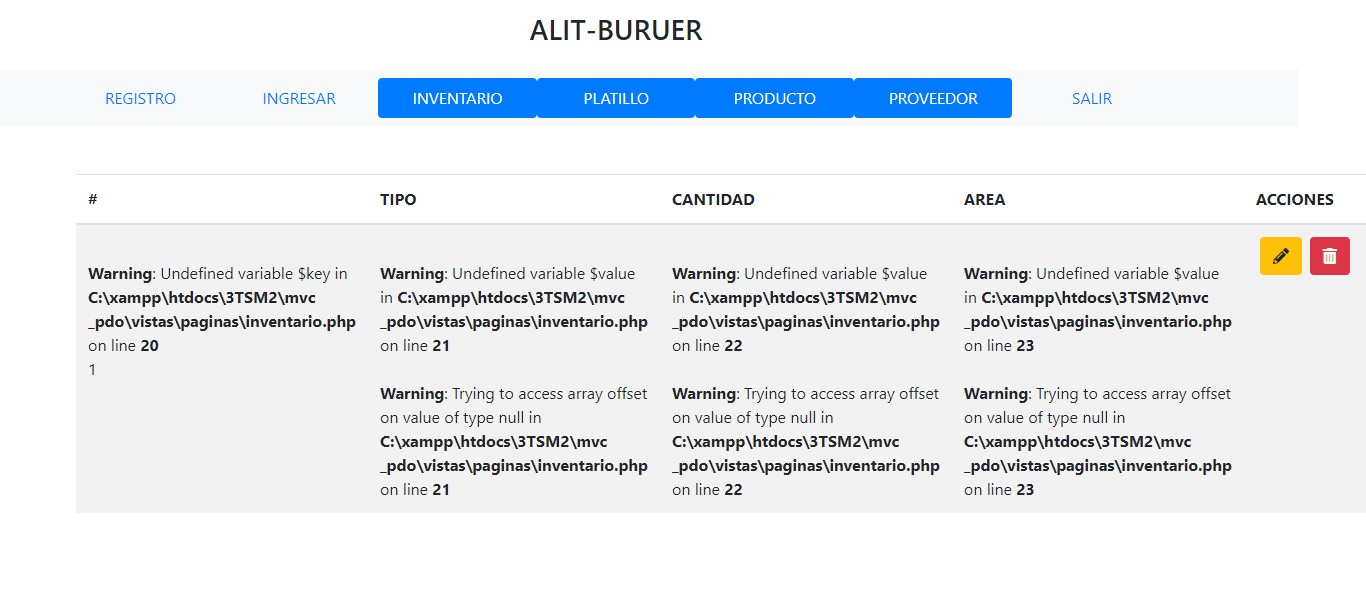 ALIT-BURUER
REGISTRO INGRESAR INVENTARIO PLATILLO PRODUCTO PROVEEDOR SALIR
# TIPO CANTIDAD AREA ACCIONES
Warning: Undefined variable $key in
C:\xampp\htdocs\3TSM2\mvc
_pdo\vistas\paginas\inventario.php
on line 20
1
Warning: Undefined variable $value
in C:\xampp\htdocs\3TSM2\mvc
_pdo\vistas\paginas\inventario.php
on line 21
Warning: Trying to access array offset
on value of type null in
C:\xampp\htdocs\3TSM2\mvc
_pdo\vistas\paginas\inventario.php
on line 21
Warning: Undefined variable $value
in C:\xampp\htdocs\3TSM2\mvc
_pdo\vistas\paginas\inventario.php
on line 22
Warning: Trying to access array offset
on value of type null in
C:\xampp\htdocs\3TSM2\mvc
_pdo\vistas\paginas\inventario.php
on line 22
Warning: Undefined variable $value
in C:\xampp\htdocs\3TSM2\mvc
_pdo\vistas\paginas\inventario.php
on line 23
Warning: Trying to access array offset
on value of type null in
C:\xampp\htdocs\3TSM2\mvc
_pdo\vistas\paginas\inventario.php
on line 23